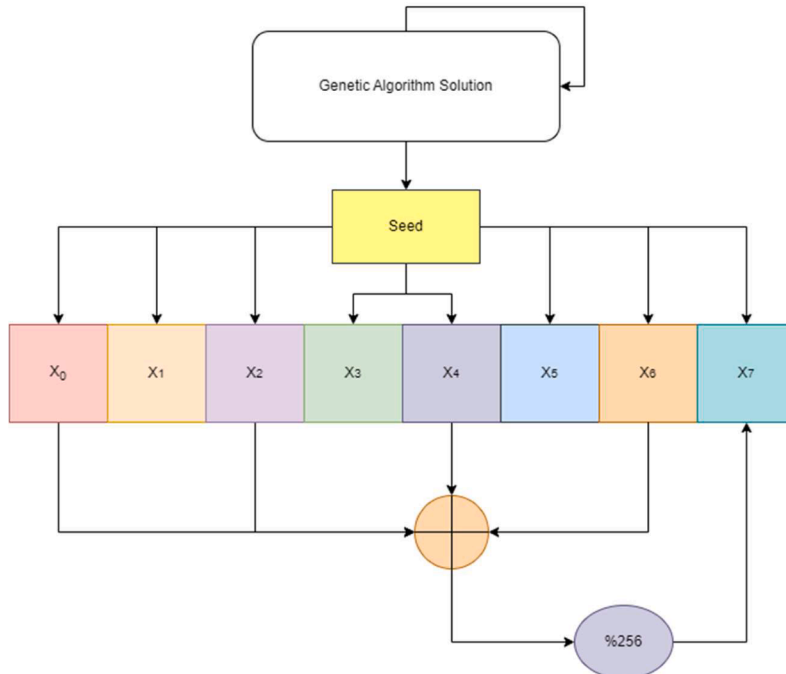 Genetic Algorithm Solution
Seed
X₀ X₁ X₂ X₃ X₄ X₅ X₆ X₇
%256